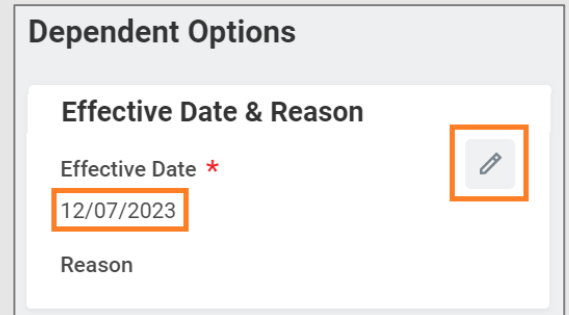 Dependent Options
Effective Date & Reason
Effective Date *
12/07/2023
Reason